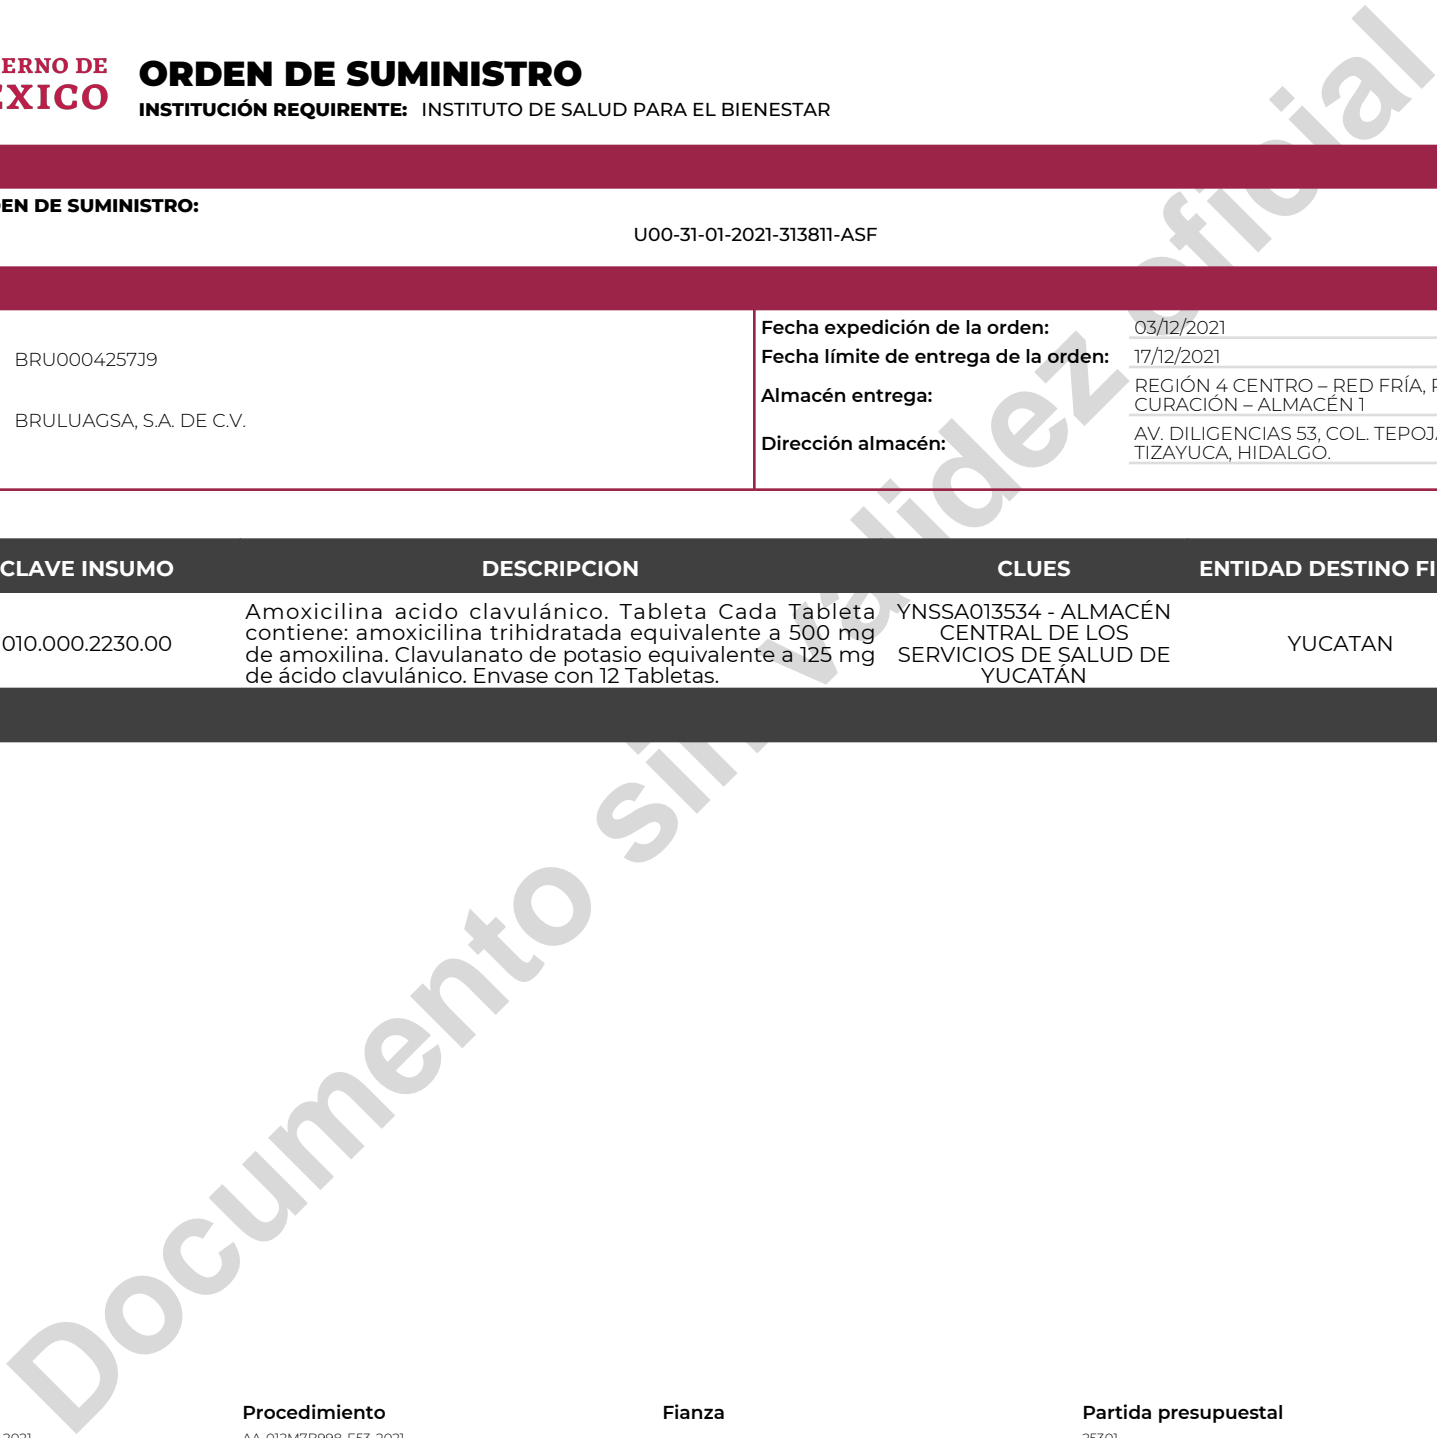 ERNO DE
ÉXICO
ORDEN DE SUMINISTRO
INSTITUCIÓN REQUIRENTE: INSTITUTO DE SALUD PARA EL BIENESTAR
EN DE SUMINISTRO:
U00-31-01-2021-313811-ASF
BRU0004257J9
BRULUAGSA, S.A. DE C.V.
Fecha expedición de la orden: 03/12/2021
Fecha límite de entrega de la orden: 17/12/2021
Almacén entrega: REGIÓN 4 CENTRO – RED FRÍA,
CURACIÓN – ALMACÉN 1
Dirección almacén: AV. DILIGENCIAS 53, COL. TEPOJA
TIZAYUCA, HIDALGO.
CLAVE INSUMO DESCRIPCION CLUES ENTIDAD DESTINO FI
010.000.2230.00
Amoxicilina acido clavulánico. Tableta Cada Tableta
contiene: amoxicilina trihidratada equivalente a 500 mg
de amoxilina. Clavulanato de potasio equivalente a 125 mg
de ácido clavulánico. Envase con 12 Tabletas.
YNSSA013534 - ALMACÉN
CENTRAL DE LOS
SERVICIOS DE SALUD DE
YUCATÁN
YUCATAN
Documento sin validez oficial
Procedimiento Fianza Partida presupuestal